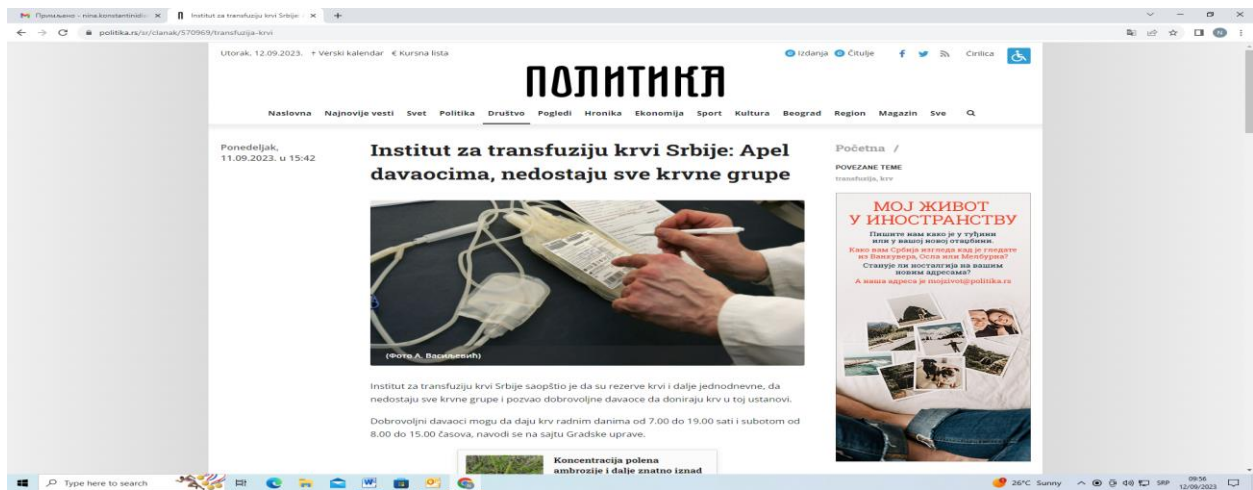 Примљено - nina.konstantinidi
Institut za transfuziju krvi Srbije
politika.rs/sr/clanak/570969/transfuzija-krvi
Utorak, 12.09.2023. + Verski kalendar € Kursna lista
Izdanja Čitulje Ćirilica
ПОЛИТИКА
Naslovna Najnovije vesti Svet Politika Društvo Pogledi Hronika Ekonomija Sport Kultura Beograd Region Magazin Sve
Ponedeljak,
11.09.2023. u 15:42
Institut za transfuziju krvi Srbije: Apel
davaocima, nedostaju sve krvne grupe
(Фото А. Васиљевић)
Institut za transfuziju krvi Srbije saopštio je da su rezerve krvi i dalje jednodnevne, da
nedostaju sve krvne grupe i pozvao dobrovoljne davaoce da doniraju krv u toj ustanovi.
Dobrovoljni davaoci mogu da daju krv radnim danima od 7.00 do 19.00 sati i subotom od
8.00 do 15.00 časova, navodi se na sajtu Gradske uprave.
Koncentracija polena
ambrozije i dalje znatno iznad
Početna /
POVEZANE TEME
transfuzija, krv
МОЈ ЖИВОТ
У ИНОСТРАНСТВУ
Пишите нам како је у туђини
или у вашој новој отаџбини.
Како вам Србија изгледа кад је гледате
из Ванкувера, Осла или Мелбурна?
Станује ли носталгија на вашим
новим адресама?
А наша адреса је mojzivot@politika.rs
Type here to search
26°C Sunny
SRP
09:56
12/09/2023